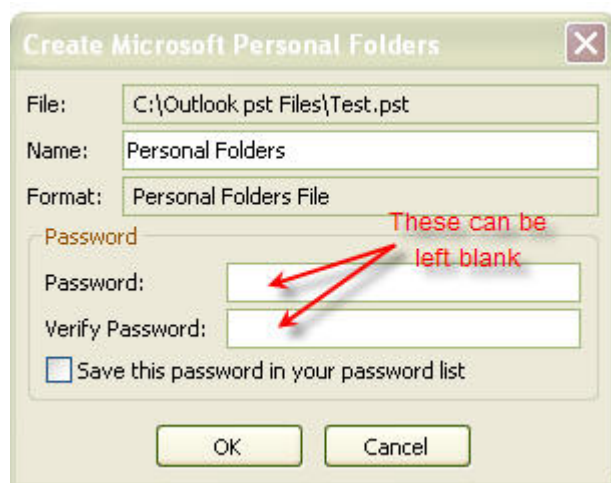 Create Microsoft Personal Folders
File: C:\Outlook pst Files\Test.pst
Name: Personal Folders
Format: Personal Folders File
Password
These can be
left blank
Password:
Verify Password:
Save this password in your password list
OK Cancel